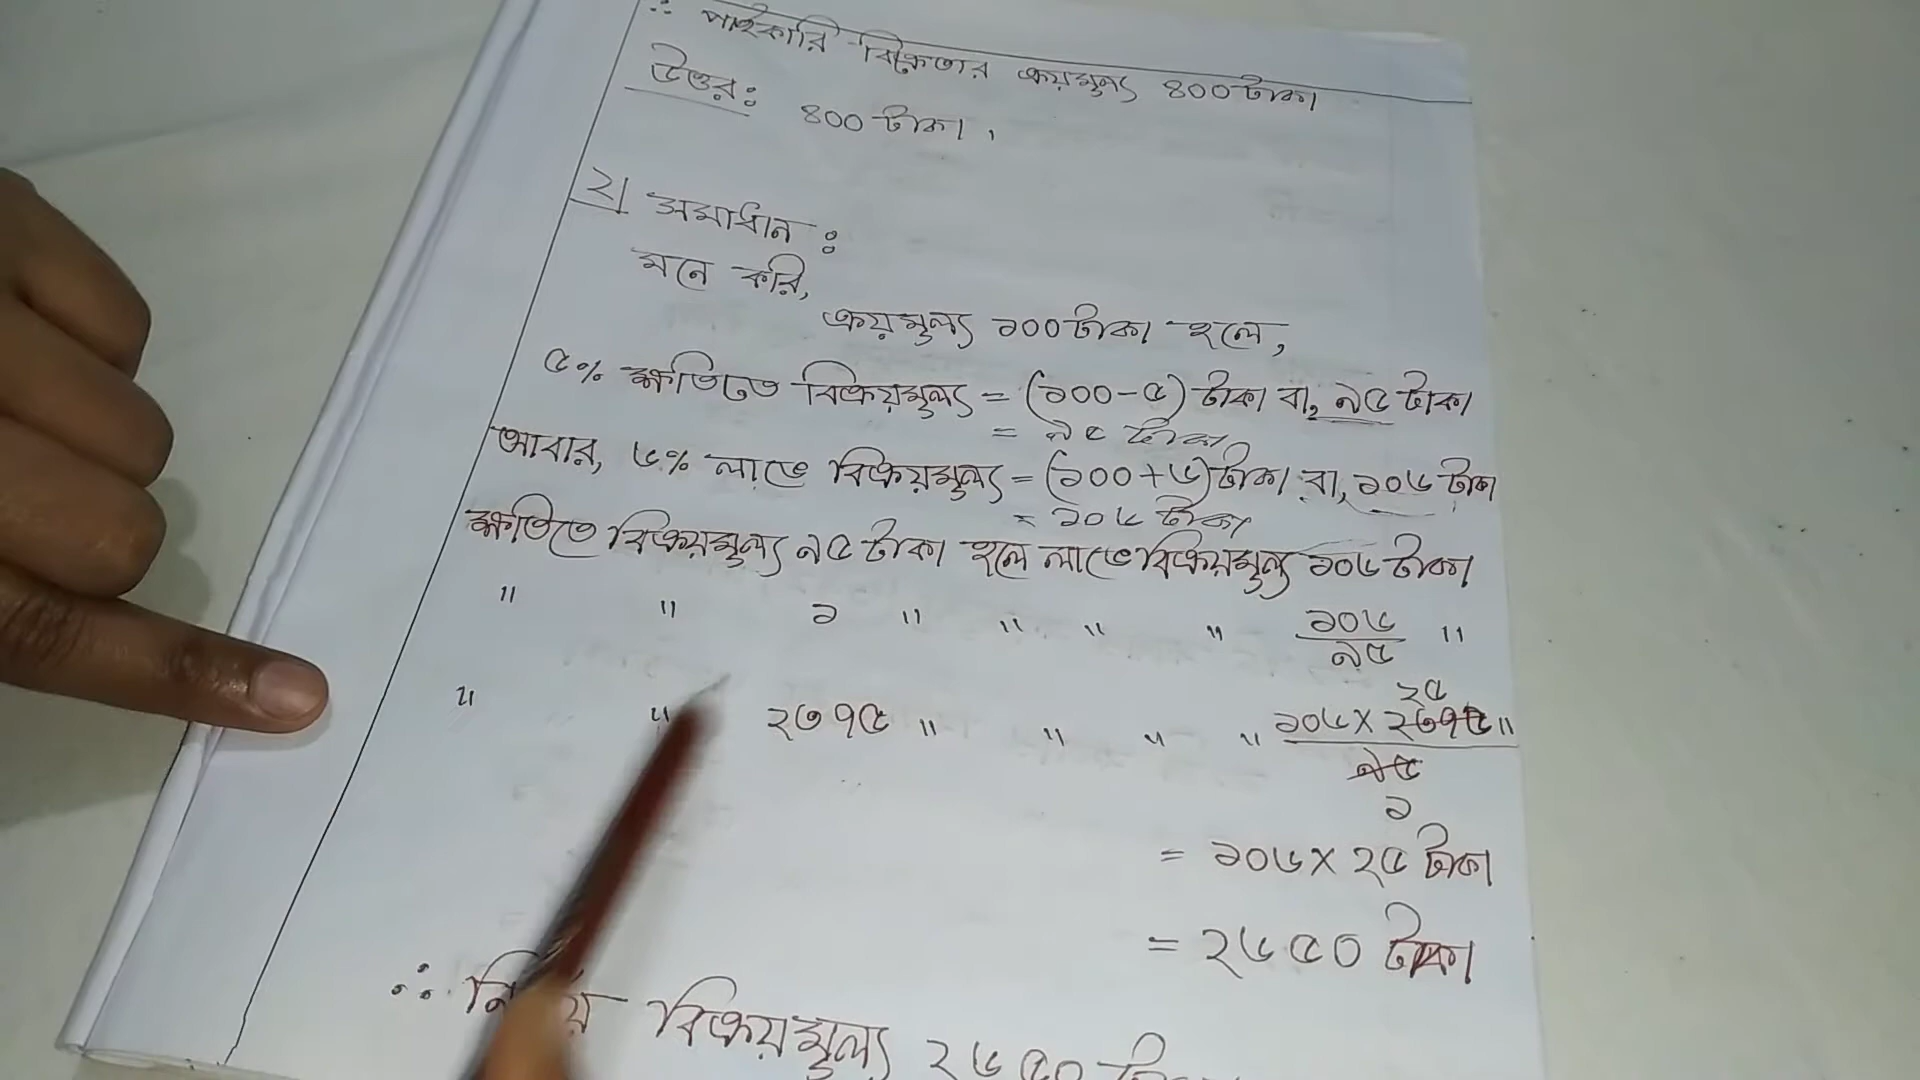 ∴ পাইকারি বিক্রেতার ক্রয়মূল্য ৪০০ টাকা
উত্তরঃ ৪০০ টাকা।
২। সমাধান ঃ
মনে করি,
ক্রয়মূল্য ১০০ টাকা হলে,
৫% ক্ষতিতে বিক্রয়মূল্য = (১০০-৫) টাকা বা, ৯৫ টাকা
= ৯৫ টাকা
আবার, ৬% লাভে বিক্রয়মূল্য = (১০০+৬) টাকা বা, ১০৬ টাকা
= ১০৬ টাকা
ক্ষতিতে বিক্রয়মূল্য ৯৫ টাকা হলে লাভে বিক্রয়মূল্য ১০৬ টাকা
" " ১ " " " " ১০৬/৯৫ "
২৫
" " ২৩৭৫ " " " " ১০৬ × ২৩৭৫/৯৫ "
১
= ১০৬ × ২৫ টাকা
= ২৬৫০ টাকা
∴ বিক্রয়মূল্য ২৬৫০